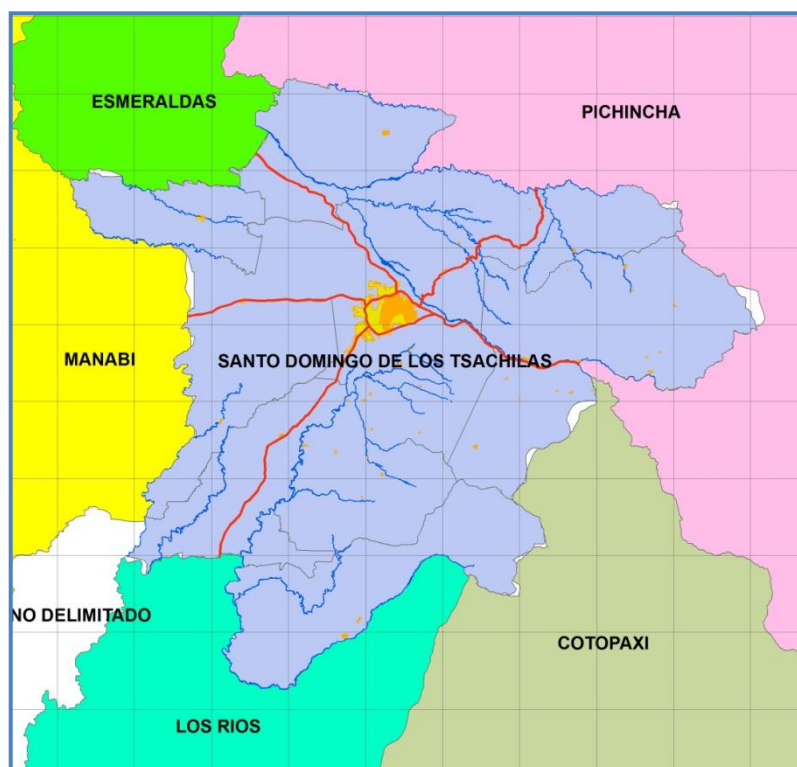 ESMERALDAS
PICHINCHA
MANABI
SANTO DOMINGO DE LOS TSACHILAS
NO DELIMITADO
COTOPAXI
LOS RIOS